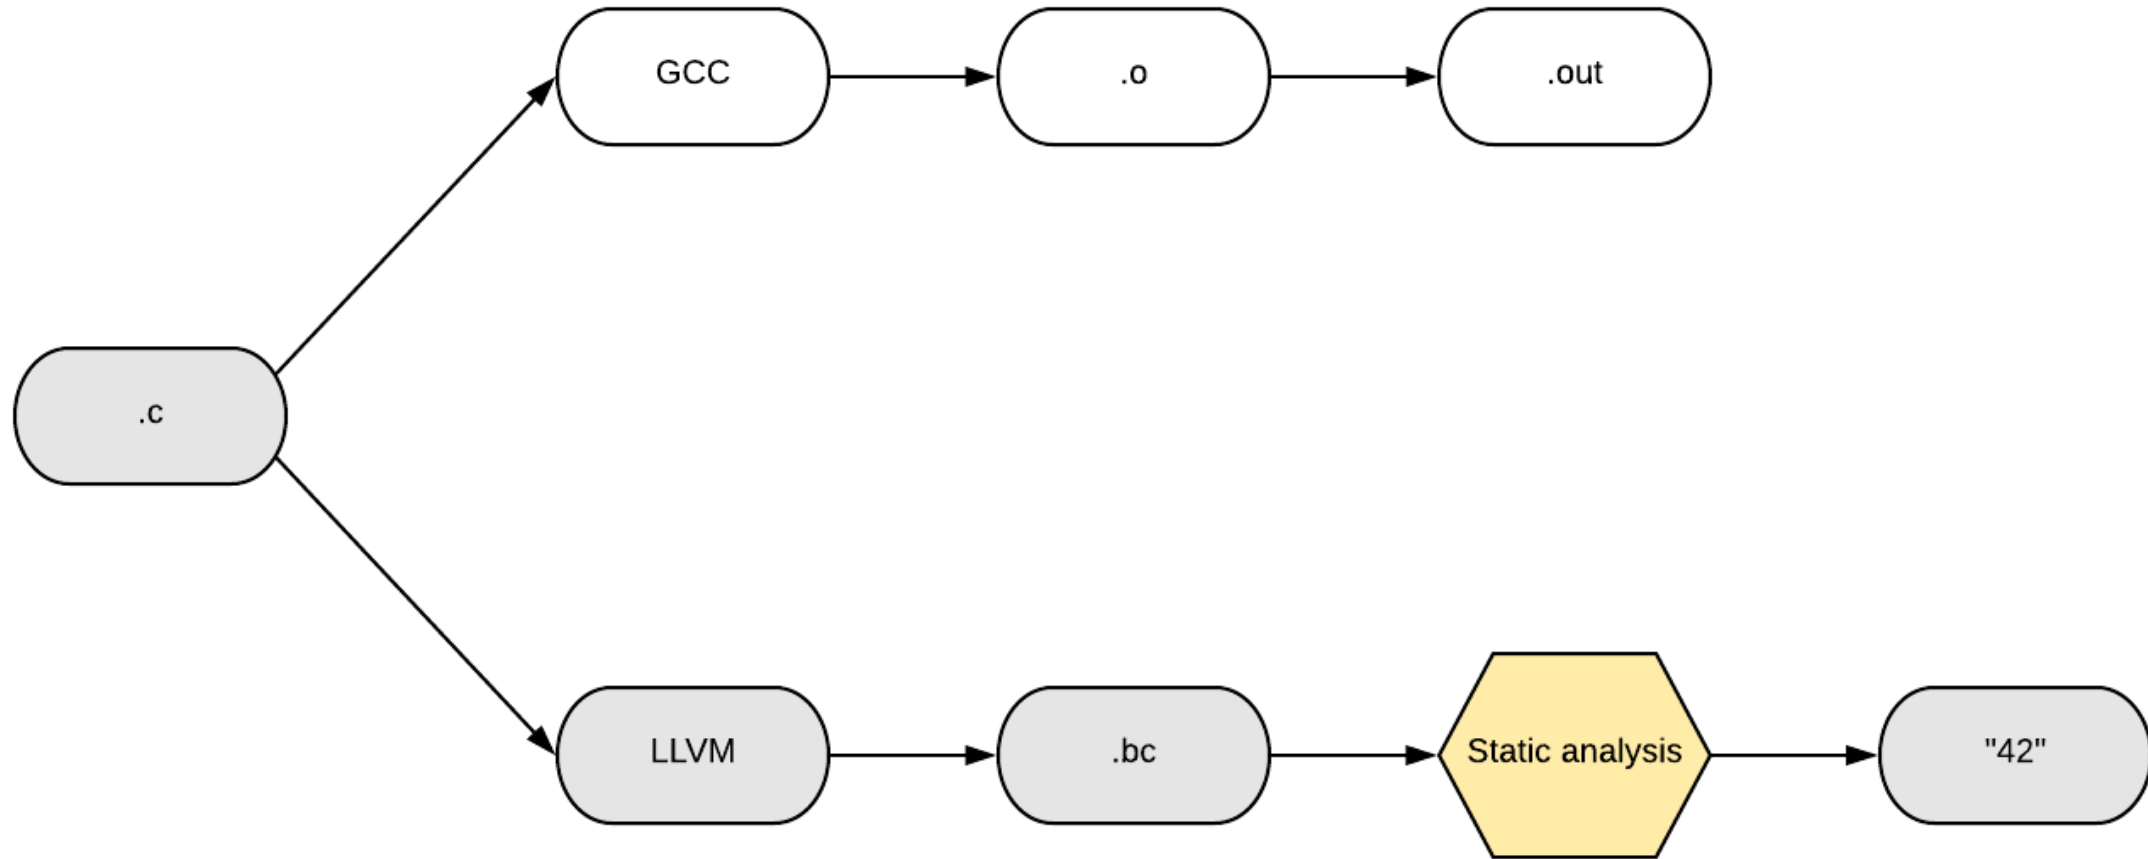 GCC
.o
.out
.c
LLVM
.bc
Static analysis
"42"